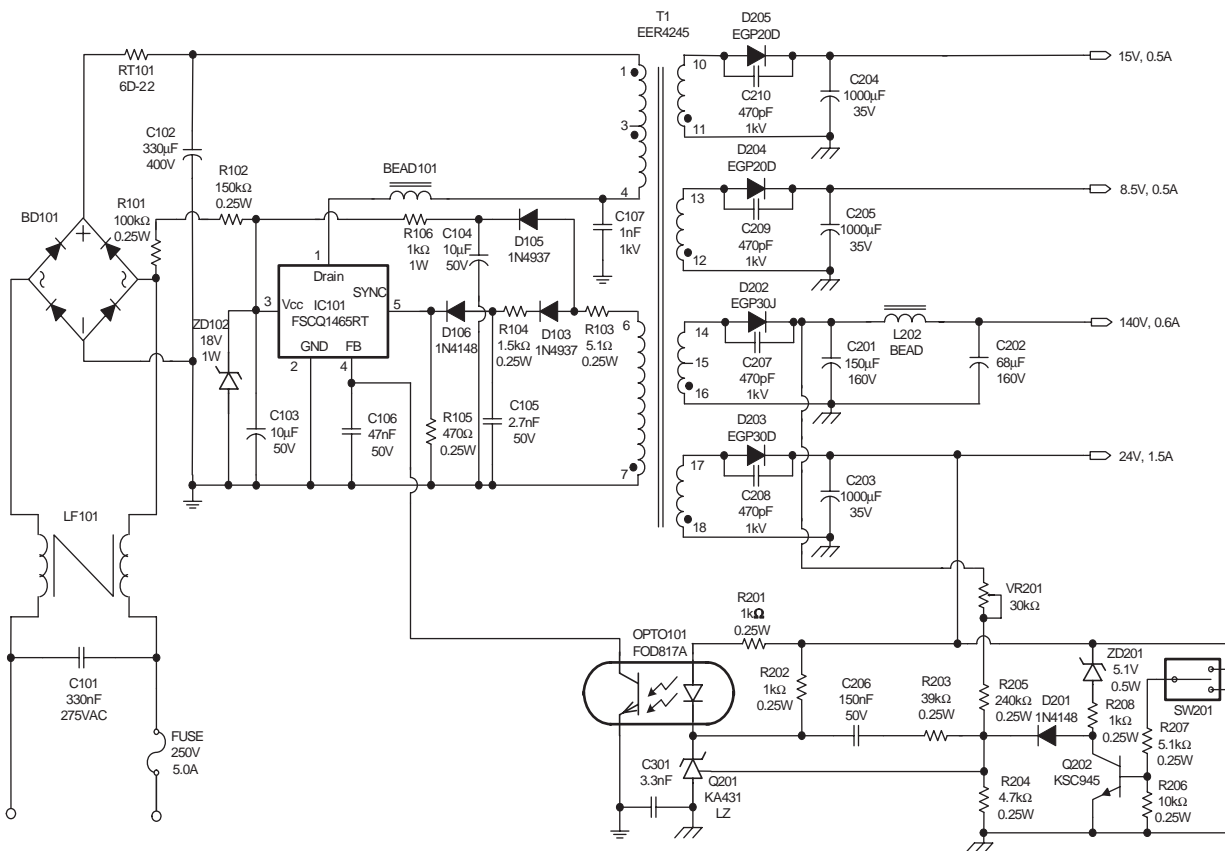 T1
EER4245
RT101
6D-22
C102
330μF
400V
R102
150kΩ
0.25W
R101
100kΩ
0.25W
BD101
BEAD101
1
3
4
C107
1nF
1kV
R106
1kΩ
1W
C104
10μF
50V
D105
1N4937
1
Drain
SYNC
3
Vcc
IC101
FSCQ1465RT
5
GND
FB
2
4
ZD102
18V
1W
D106
1N4148
R104
1.5kΩ
0.25W
D103
1N4937
R103
5.1Ω
0.25W
6
7
C103
10μF
50V
C106
47nF
50V
R105
470Ω
0.25W
C105
2.7nF
50V
LF101
C101
330nF
275VAC
FUSE
250V
5.0A
D205
EGP20D
10
11
C210
470pF
1kV
C204
1000μF
35V
15V, 0.5A
D204
EGP20D
13
12
C209
470pF
1kV
C205
1000μF
35V
8.5V, 0.5A
D202
EGP30J
14
15
16
C207
470pF
1kV
C201
150μF
160V
L202
BEAD
C202
68μF
160V
140V, 0.6A
D203
EGP30D
17
18
C208
470pF
1kV
C203
1000μF
35V
24V, 1.5A
VR201
30kΩ
OPTO101
FOD817A
R201
1kΩ
0.25W
R202
1kΩ
0.25W
C206
150nF
50V
R203
39kΩ
0.25W
R205
240kΩ
0.25W
D201
1N4148
ZD201
5.1V
0.5W
R208
1kΩ
0.25W
SW201
R207
5.1kΩ
0.25W
Q202
KSC945
R206
10kΩ
0.25W
R204
4.7kΩ
0.25W
C301
3.3nF
Q201
KA431
LZ